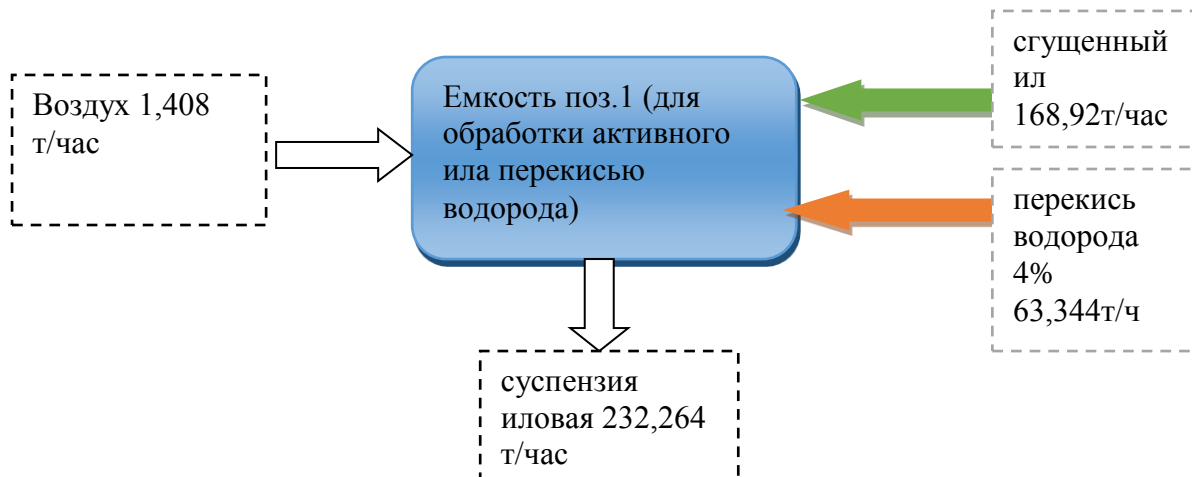 Воздух 1,408
т/час
Емкость поз.1 (для
обработки активного
ила перекисью
водорода)
сгущенный
ил
168,92т/час
перекись
водорода
4%
63,344т/ч
суспензия
иловая 232,264
т/час